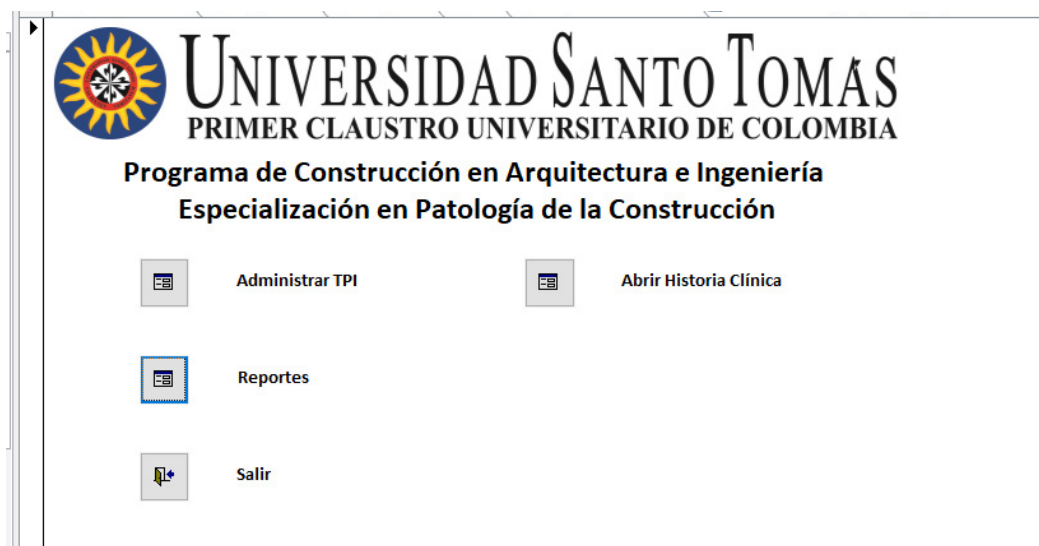 UNIVERSIDAD SANTO TOMÁS
PRIMER CLAUSTRO UNIVERSITARIO DE COLOMBIA
Programa de Construcción en Arquitectura e Ingeniería
Especialización en Patología de la Construcción
Administrar TPI
Abrir Historia Clínica
Reportes
Salir